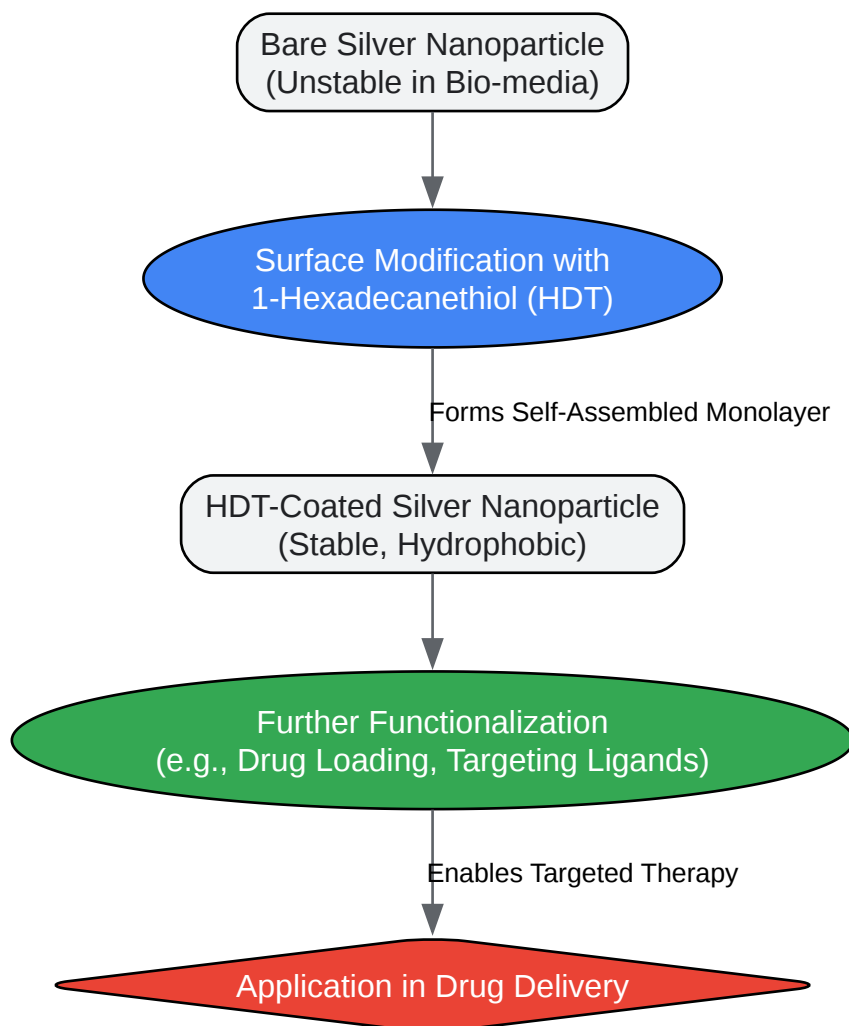 Bare Silver Nanoparticle
(Unstable in Bio-media)
Surface Modification with
1-Hexadecanethiol (HDT)
Forms Self-Assembled Monolayer
HDT-Coated Silver Nanoparticle
(Stable, Hydrophobic)
Further Functionalization
(e.g., Drug Loading, Targeting Ligands)
Enables Targeted Therapy
Application in Drug Delivery